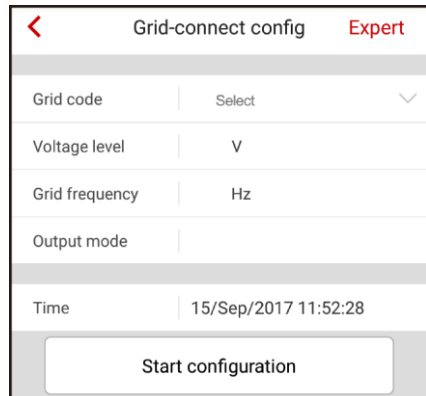 Grid-connect config Expert
Grid code Select
Voltage level V
Grid frequency Hz
Output mode
Time 15/Sep/2017 11:52:28
Start configuration